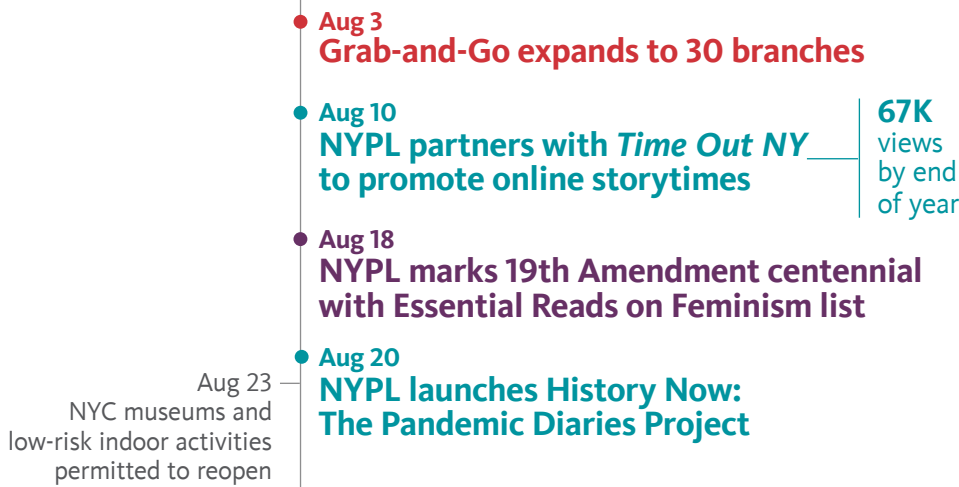 Aug 3
Grab-and-Go expands to 30 branches
Aug 10
NYPL partners with Time Out NY
to promote online storytimes
67K
views
by end
of year
Aug 18
NYPL marks 19th Amendment centennial
with Essential Reads on Feminism list
Aug 20
NYPL launches History Now:
The Pandemic Diaries Project
Aug 23
NYC museums and
low-risk indoor activities
permitted to reopen